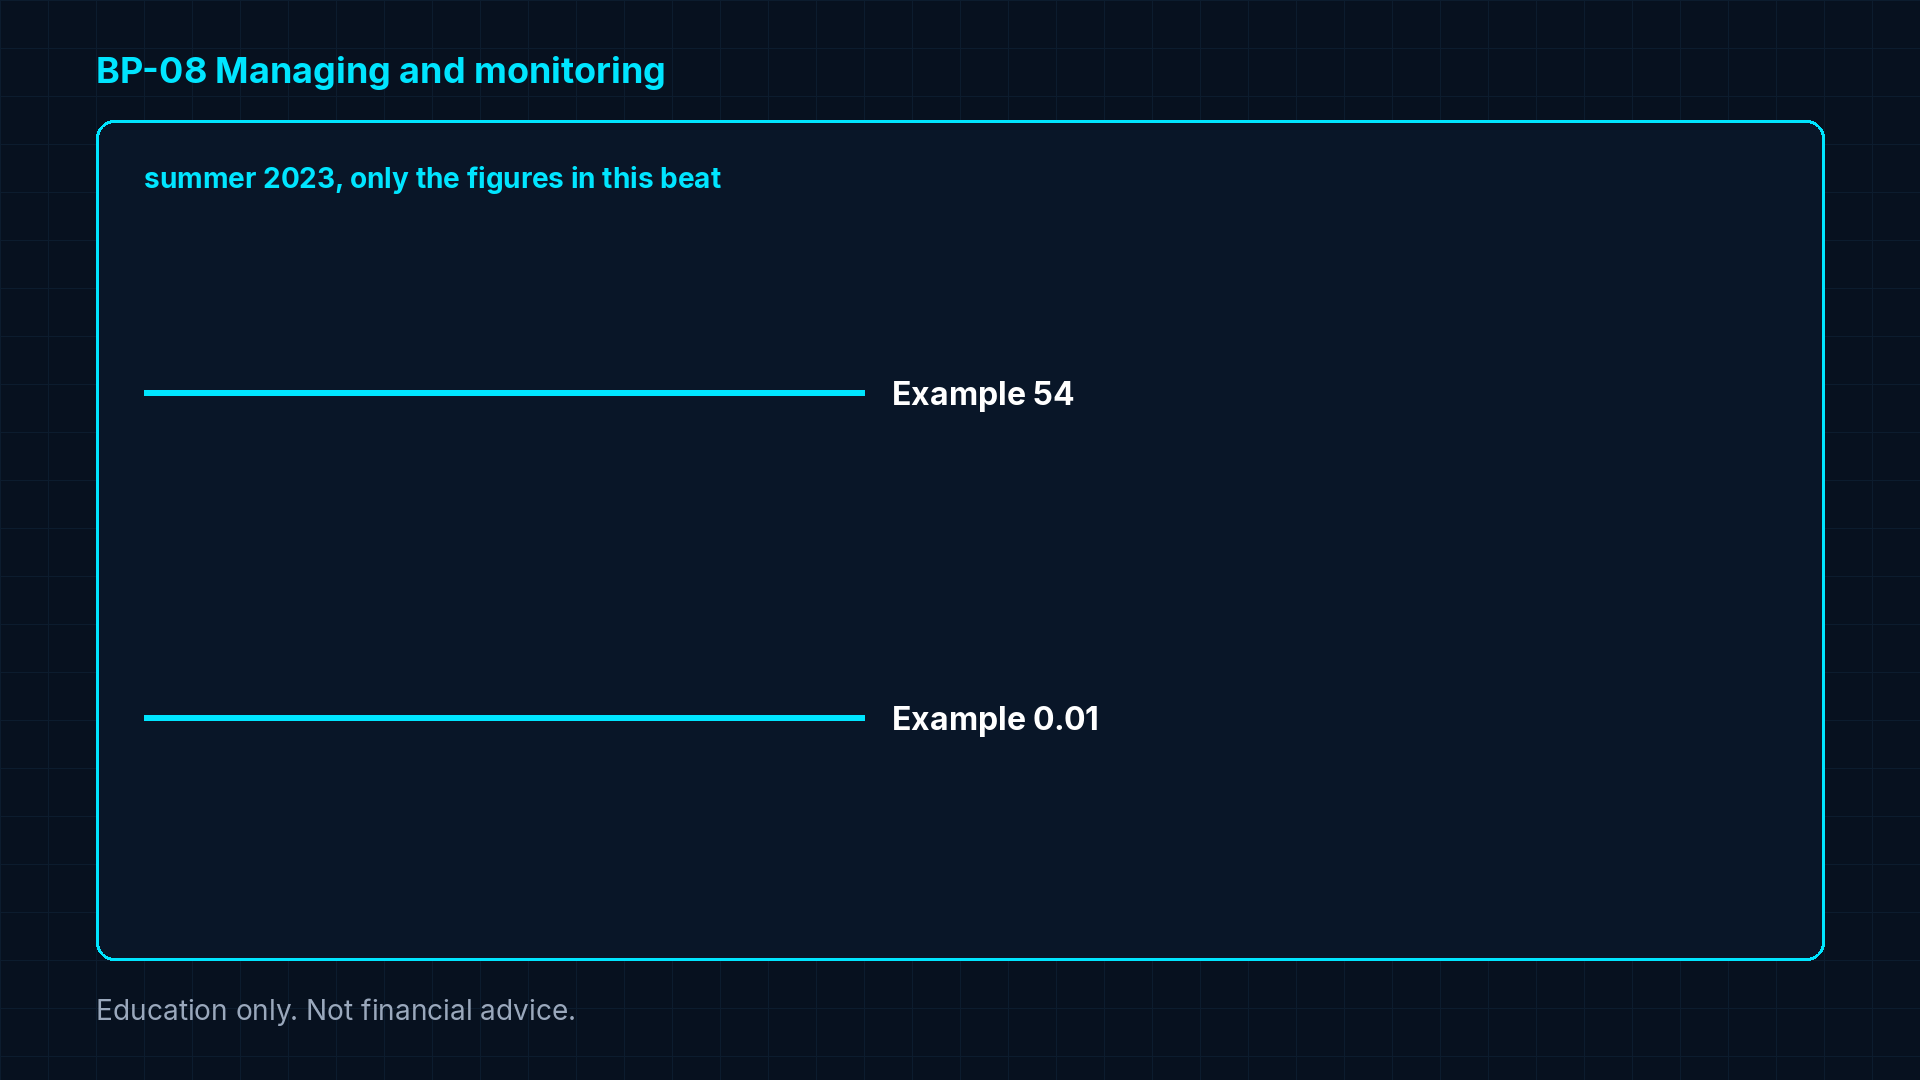 BP-08 Managing and monitoring
summer 2023, only the figures in this beat
Example 54
Example 0.01
Education only. Not financial advice.